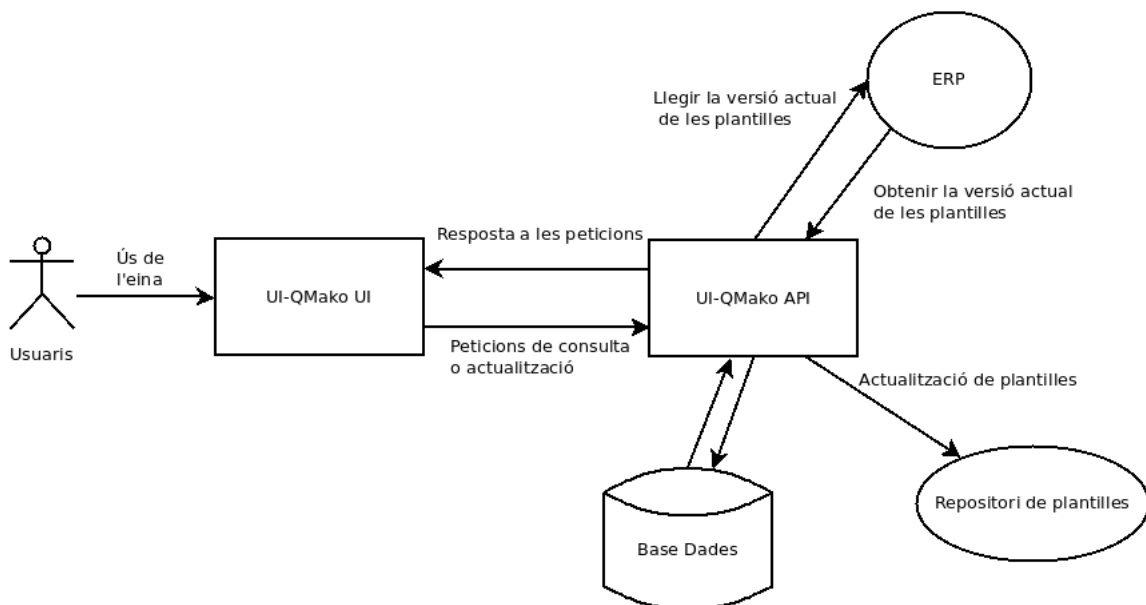 ERP
Llegir la versió actual
de les plantilles
Obtenir la versió actual
de les plantilles
Resposta a les peticions
Ús de
l'eina
UI-QMako UI
UI-QMako API
Usuaris
Peticions de consulta
o actualització
Actualització de plantilles
Repositori de plantilles
Base Dades